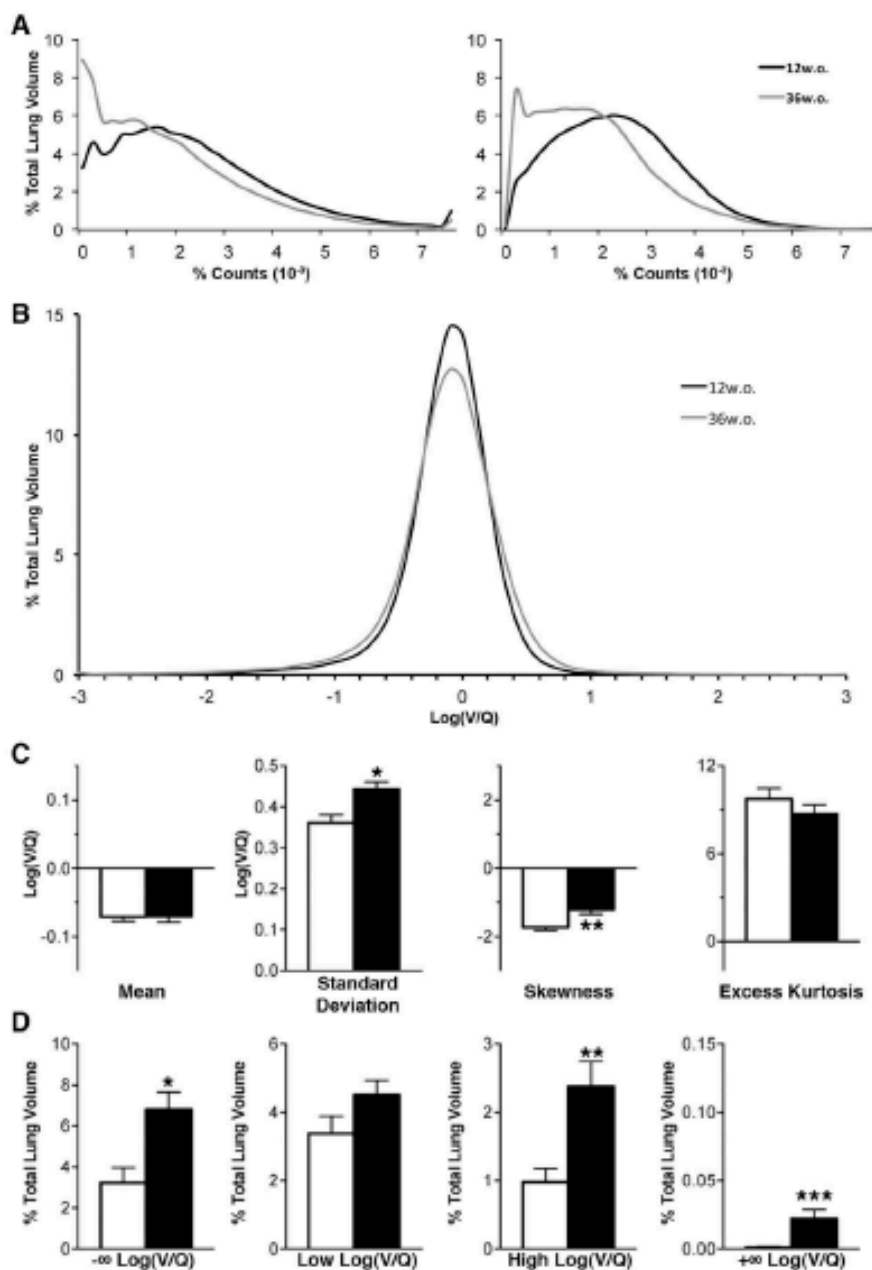 A
10 8 6 4 2 0
% Total Lung Volume
0 1 2 3 4 5 6 7
% Counts (10⁻³)
10 8 6 4 2 0
12w.o.
36w.o.
0 1 2 3 4 5 6 7
% Counts (10⁻³)
B
15 10 5 0
% Total Lung Volume
12w.o.
36w.o.
-3 -2 -1 0 1 2 3
Log(V/Q)
C
0.1 0.0 -0.1
Log(V/Q)
Mean
0.5 0.4 0.3 0.2 0.1 0.0
Log(V/Q)
*
Standard
Deviation
2 0 -2
**
Skewness
12 9 6 3 0
Excess Kurtosis
D
10 8 6 4 2 0
% Total Lung Volume
*
-∞ Log(V/Q)
6 4 2 0
% Total Lung Volume
Low Log(V/Q)
3 2 1 0
% Total Lung Volume
**
High Log(V/Q)
0.15 0.10 0.05 0.00
% Total Lung Volume
***
+∞ Log(V/Q)